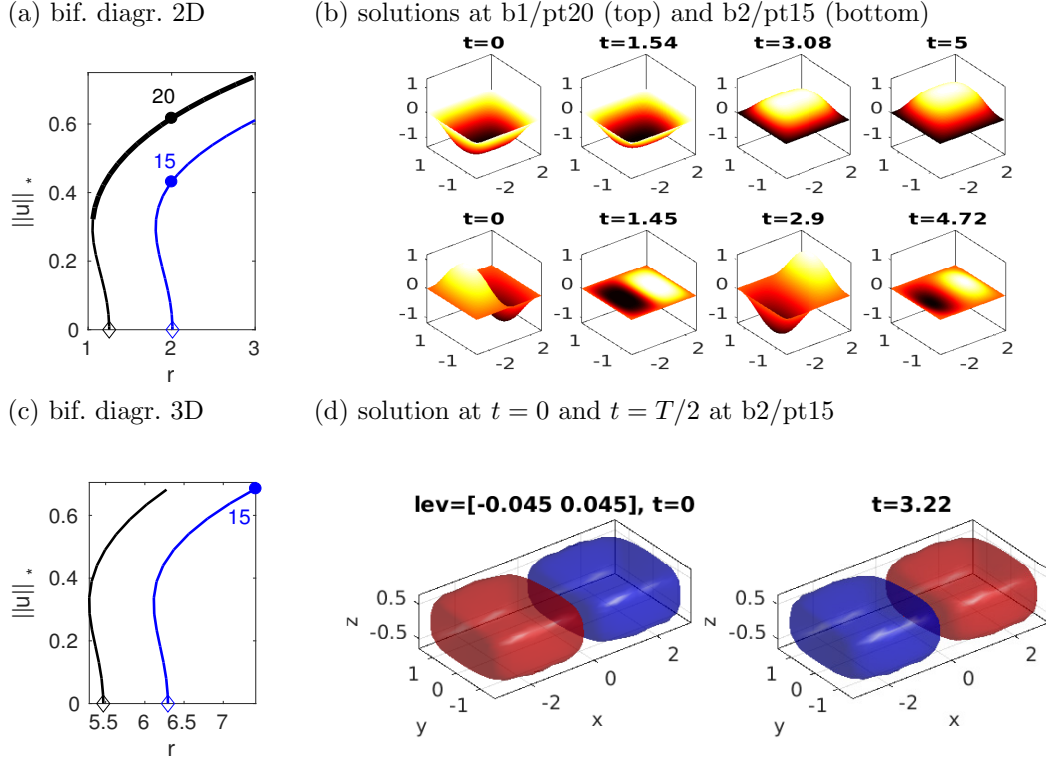 (a) bif. diagr. 2D
(b) solutions at b1/pt20 (top) and b2/pt15 (bottom)
20
15
0.6
0.4
0.2
0
||u||*
1 2 3
r
t=0 t=1.54 t=3.08 t=5
1 0 -1 1 -1 -2 2
1 0 -1 1 -1 -2 2
1 0 -1 1 -1 -2 2
1 0 -1 1 -1 -2 2
t=0 t=1.45 t=2.9 t=4.72
1 0 -1 1 -1 -2 2
1 0 -1 1 -1 -2 2
1 0 -1 1 -1 -2 2
1 0 -1 1 -1 -2 2
(c) bif. diagr. 3D
(d) solution at t = 0 and t = T/2 at b2/pt15
15
0.6
0.4
0.2
0
||u||*
5.5 6 6.5 7
r
lev=[-0.045 0.045], t=0
0.5
-0.5
z
1 0 -1
y
-2 0 2
x
t=3.22
0.5
-0.5
z
1 0 -1
y
-2 0 2
x